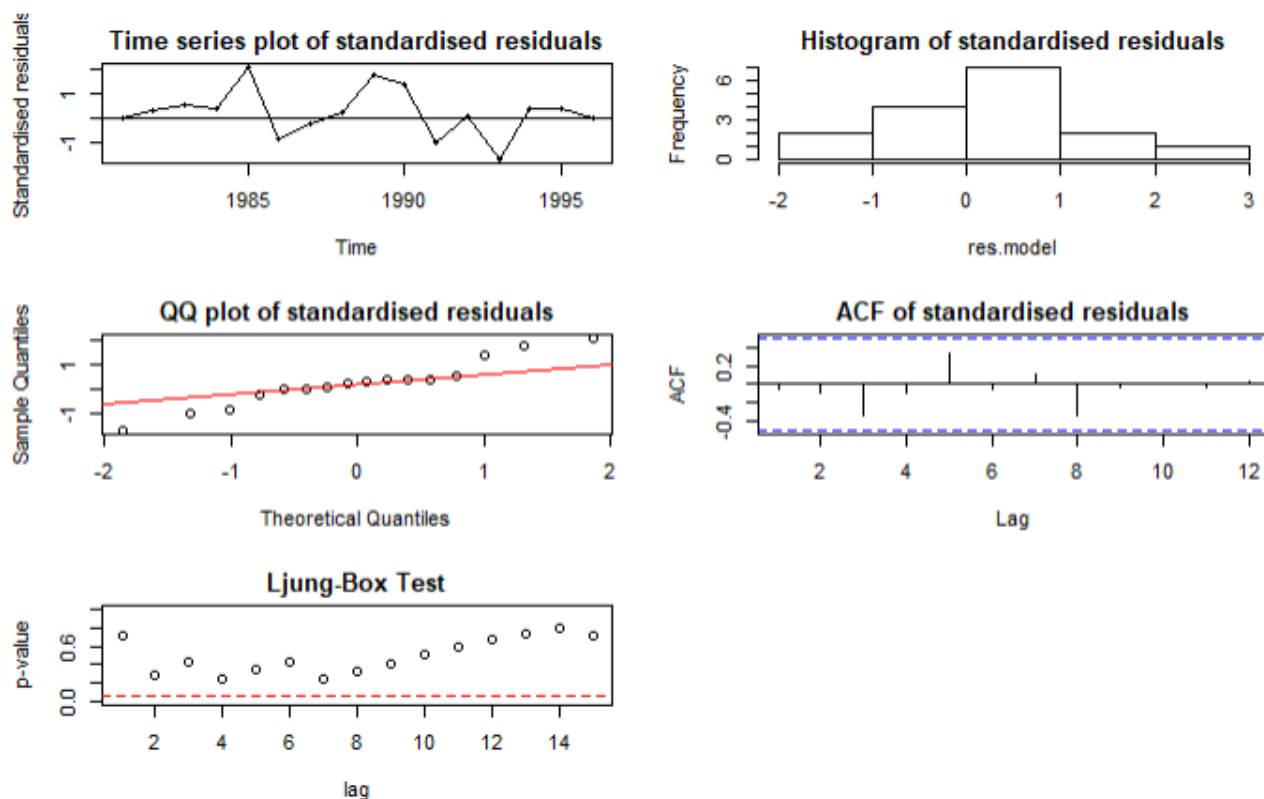 Time series plot of standardised residuals
Standardised residuals
1
-1
1985 1990 1995
Time
Histogram of standardised residuals
Frequency
6
3
0
-2 -1 0 1 2 3
res.model
QQ plot of standardised residuals
Sample Quantiles
1
-1
-2 -1 0 1 2
Theoretical Quantiles
ACF of standardised residuals
ACF
0.2
-0.4
2 4 6 8 10 12
Lag
Ljung-Box Test
p-value
0.6
0.0
2 4 6 8 10 12 14
lag